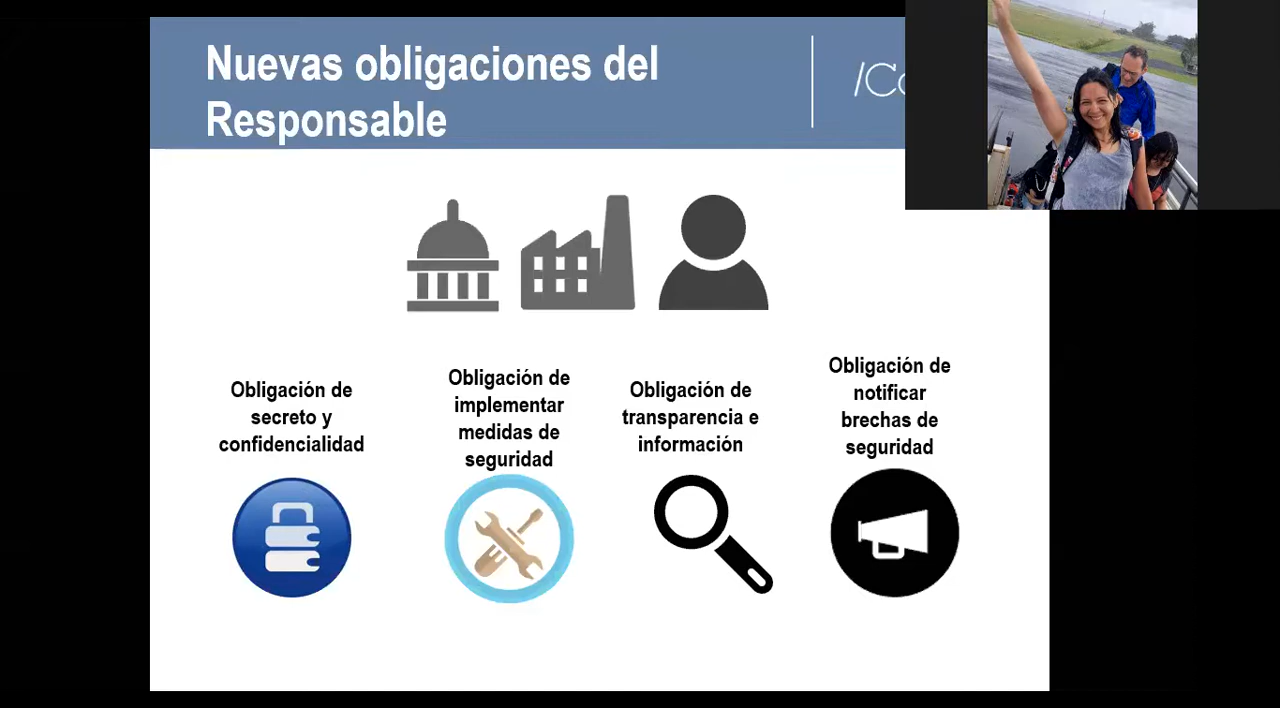 Nuevas obligaciones del
Responsable
Obligación de
secreto y
confidencialidad
Obligación de
implementar
medidas de
seguridad
Obligación de
transparencia e
información
Obligación de
notificar
brechas de
seguridad